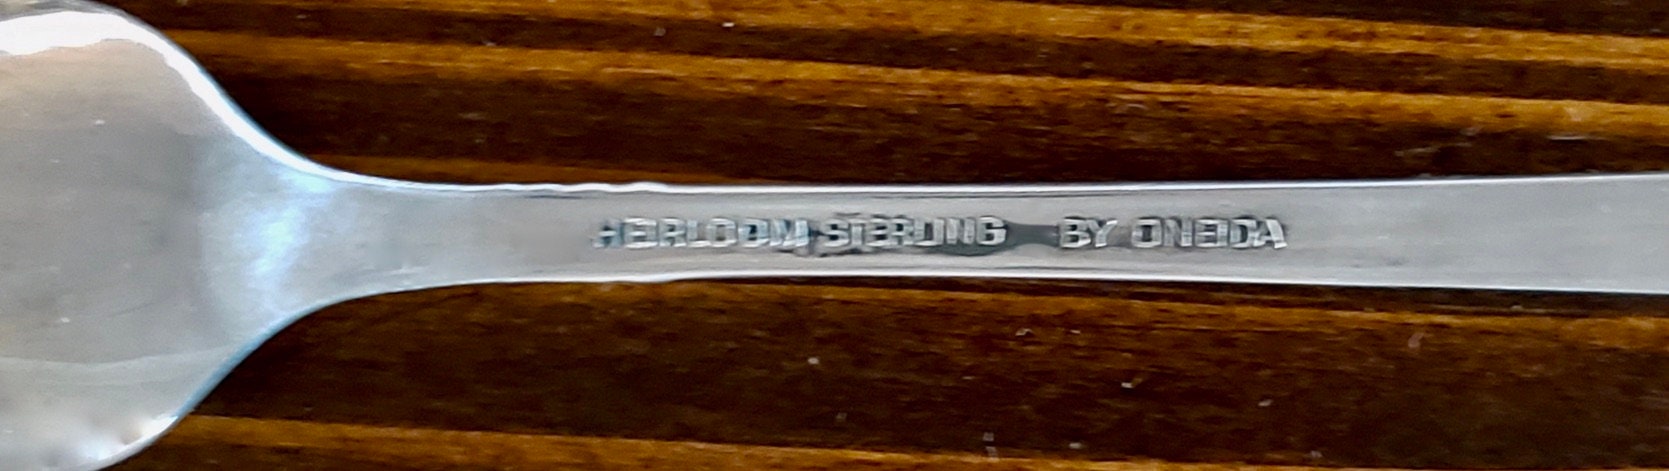 HEIRLOOM STERLING BY ONEIDA